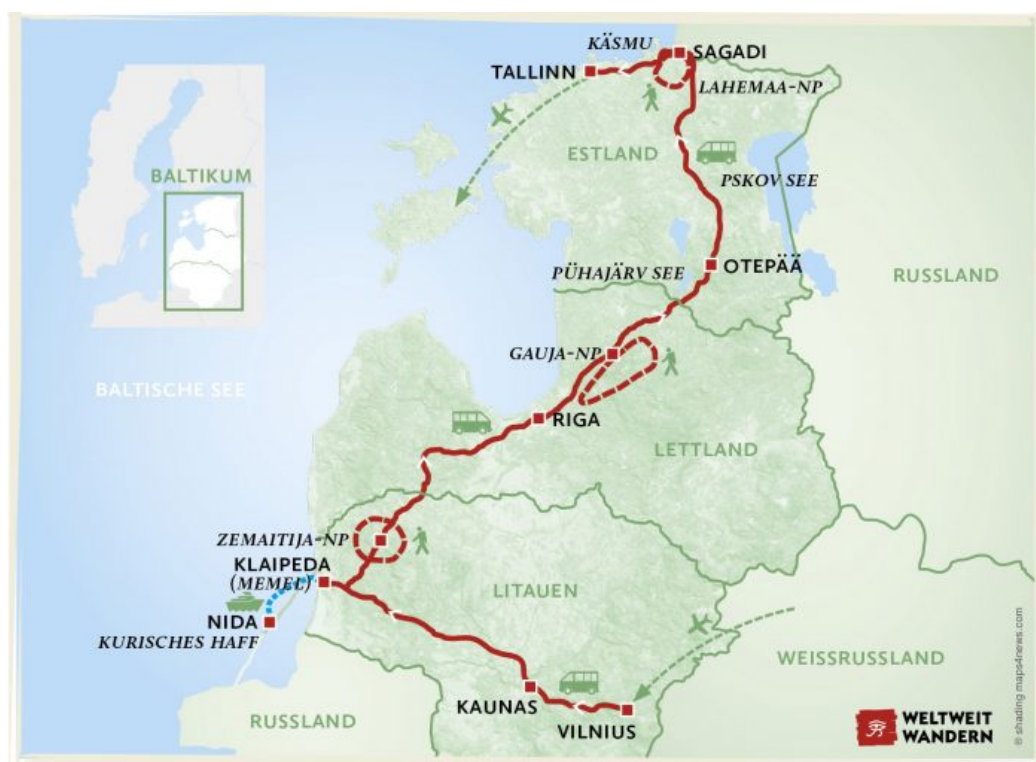 KÄSMU
SAGADI
TALLINN
LAHEMAA-NP
ESTLAND
BALTIKUM
PSKOV SEE
PÜHAJÄRV SEE
OTEPÄÄ
RUSSLAND
GAUJA-NP
BALTISCHE SEE
RIGA
LETTLAND
ZEMAITIJA-NP
KLAIPEDA
(MEMEL)
LITAUEN
NIDA
KURISCHES HAFF
WEISSRUSSLAND
KAUNAS
RUSSLAND
VILNIUS
WELTWEIT
WANDERN
© shading maps4news.com